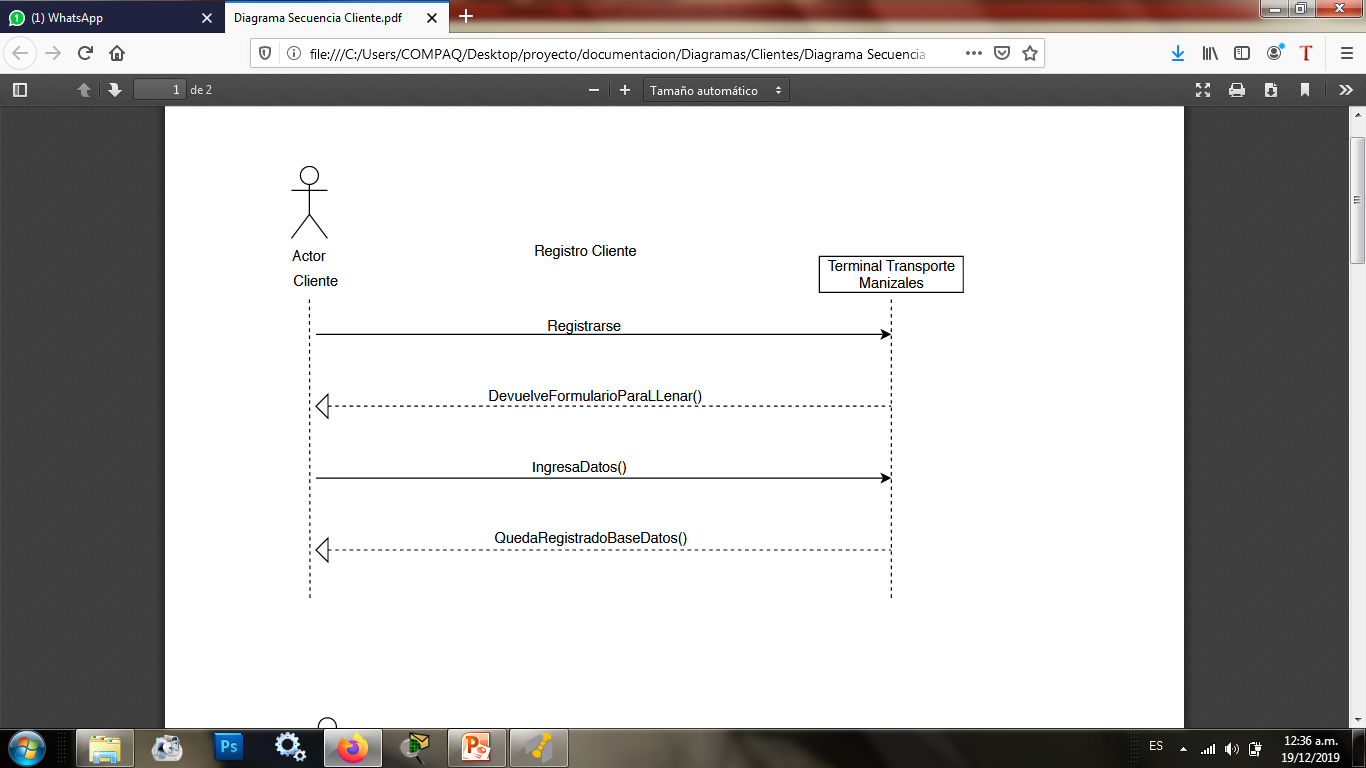 (1) WhatsApp
Diagrama Secuencia Cliente.pdf
file:///C:/Users/COMPAQ/Desktop/proyecto/documentacion/Diagramas/Clientes/Diagrama Secuencia
1 de 2
Tamaño automático
Actor
Cliente
Registro Cliente
Terminal Transporte
Manizales
Registrarse
DevuelveFormularioParaLLenar()
IngresaDatos()
QuedaRegistradoBaseDatos()
Ps
ES
12:36 a.m.
19/12/2019